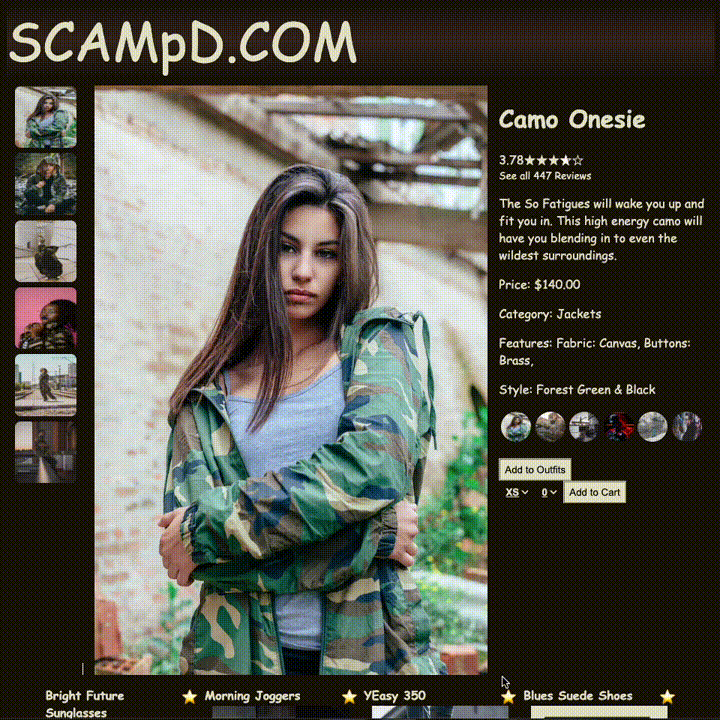 SCAMpD.COM
Camo Onesie
3.78★★★★☆
See all 447 Reviews
The So Fatigues will wake you up and
fit you in. This high energy camo will
have you blending in to even the
wildest surroundings.
Price: $140.00
Category: Jackets
Features: Fabric: Canvas, Buttons:
Brass,
Style: Forest Green & Black
Add to Outfits
XS 0 Add to Cart
Bright Future
Sunglasses
Morning Joggers
YEasy 350
Blues Suede Shoes